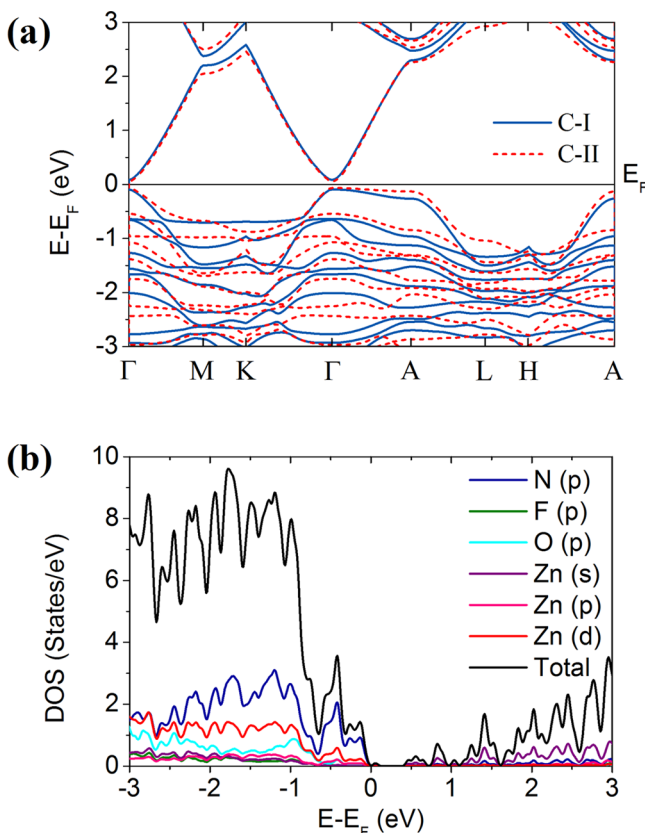 (a)
3
2
1
0
-1
-2
-3
E-E_F (eV)
C-I
C-II
E_F
Γ M K Γ A L H A
(b)
10
8
6
4
2
0
DOS (States/eV)
N (p)
F (p)
O (p)
Zn (s)
Zn (p)
Zn (d)
Total
-3 -2 -1 0 1 2 3
E-E_F (eV)